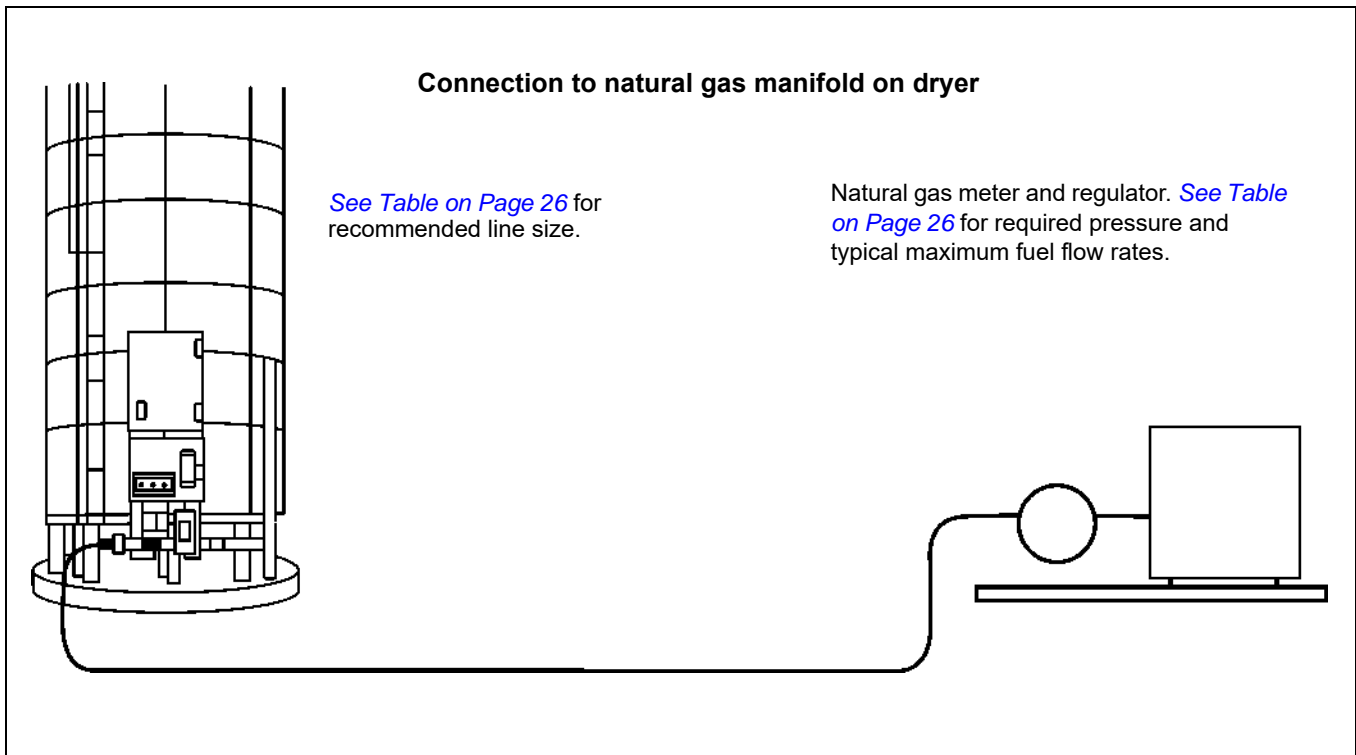 Connection to natural gas manifold on dryer
See Table on Page 26 for
recommended line size.
Natural gas meter and regulator. See Table
on Page 26 for required pressure and
typical maximum fuel flow rates.